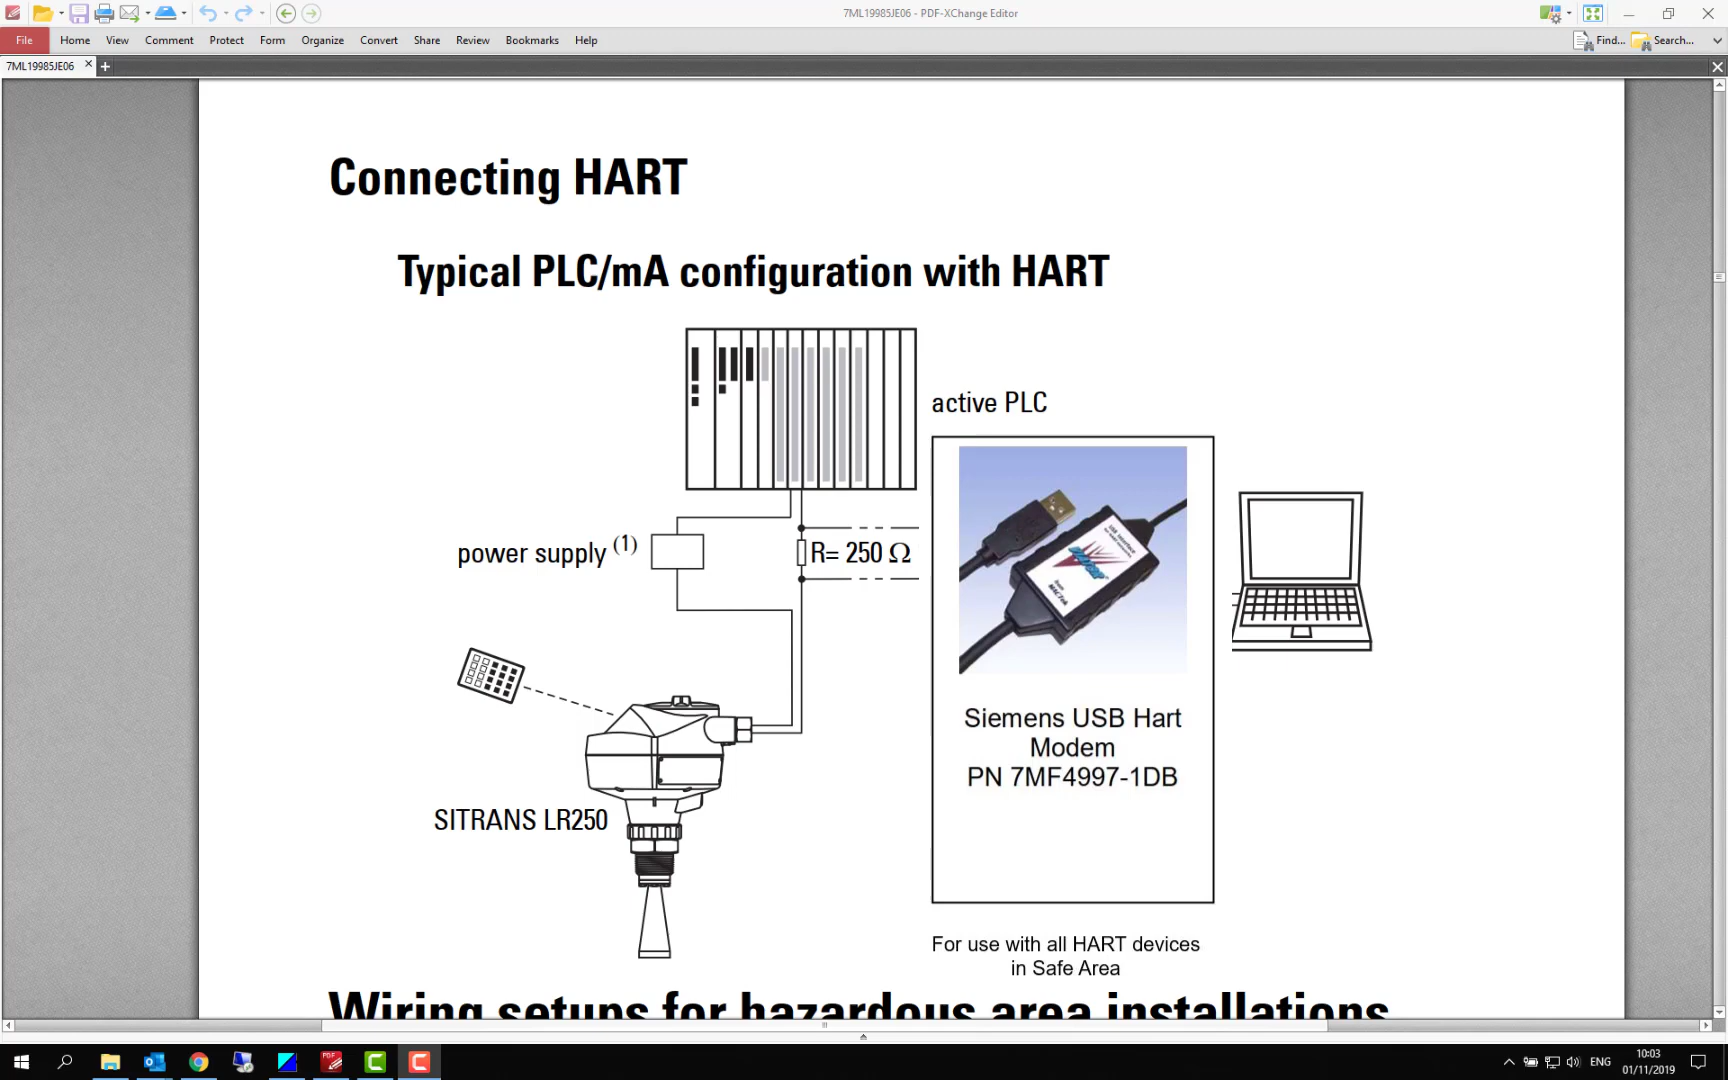 7ML19985JE06 - PDF-XChange Editor
File Home View Comment Protect Form Organize Convert Share Review Bookmarks Help
Find... Search...
7ML19985JE06
Connecting HART
Typical PLC/mA configuration with HART
active PLC
power supply (1)
R= 250 Ω
USB Interface
Siemens USB Hart
Modem
PN 7MF4997-1DB
SITRANS LR250
For use with all HART devices
in Safe Area
Wiring setups for hazardous area installations
ENG
10:03
01/11/2019